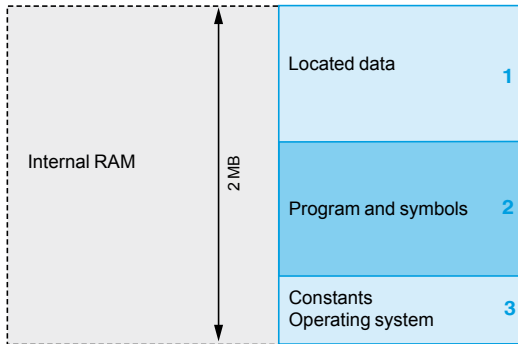 Located data
1
Internal RAM
2 MB
Program and symbols
2
Constants
Operating system
3